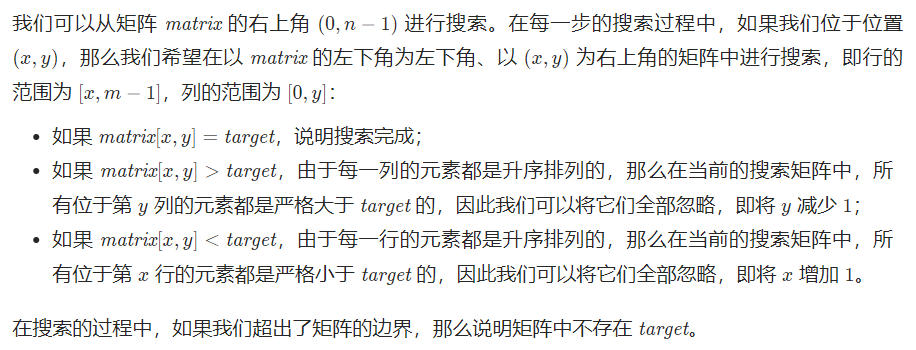 我们可以从矩阵 matrix 的右上角 (0, n − 1) 进行搜索。在每一步的搜索过程中，如果我们位于位置
(x, y)，那么我们希望在以 matrix 的左下角为左下角、以 (x, y) 为右上角的矩阵中进行搜索，即行的
范围为 [x, m − 1]，列的范围为 [0, y]：
• 如果 matrix[x, y] = target，说明搜索完成；
• 如果 matrix[x, y] > target，由于每一列的元素都是升序排列的，那么在当前的搜索矩阵中，所
有位于第 y 列的元素都是严格大于 target 的，因此我们可以将它们全部忽略，即将 y 减少 1；
• 如果 matrix[x, y] < target，由于每一行的元素都是升序排列的，那么在当前的搜索矩阵中，所
有位于第 x 行的元素都是严格小于 target 的，因此我们可以将它们全部忽略，即将 x 增加 1。
在搜索的过程中，如果我们超出了矩阵的边界，那么说明矩阵中不存在 target。